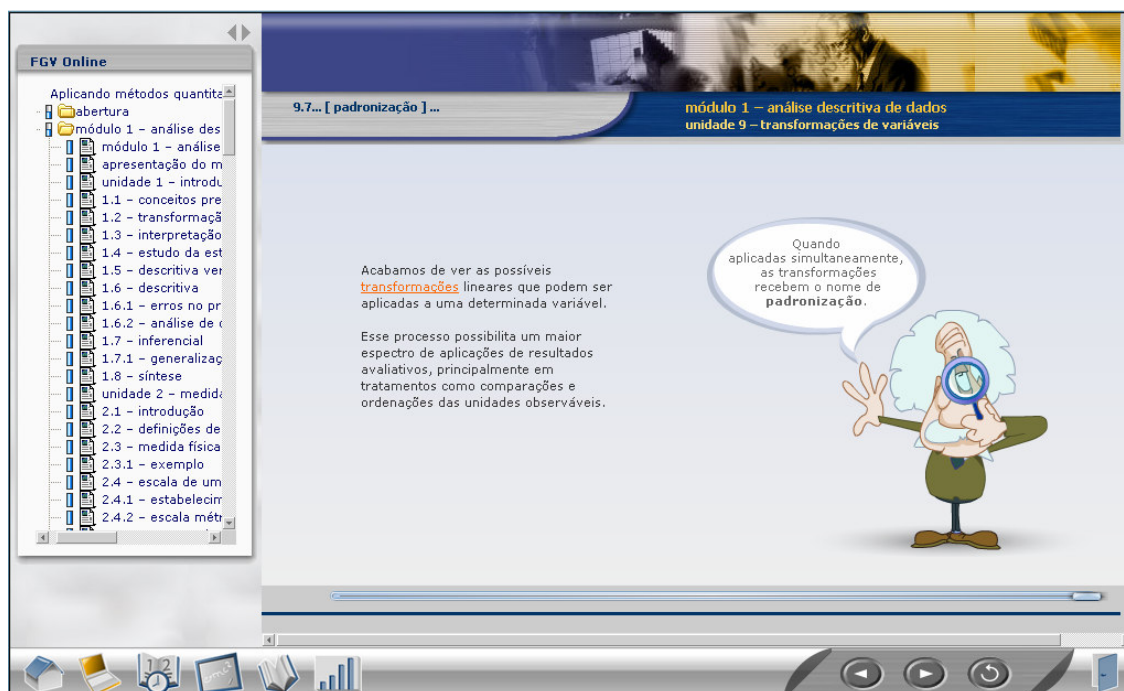 FGV Online
Aplicando métodos quantita
abertura
módulo 1 – análise des
módulo 1 – análise
apresentação do m
unidade 1 – introdu
1.1 – conceitos pre
1.2 – transformaçã
1.3 – interpretação
1.4 – estudo da est
1.5 – descritiva ver
1.6 – descritiva
1.6.1 – erros no pr
1.6.2 – análise de
1.7 – inferencial
1.7.1 – generalizaç
1.8 – síntese
unidade 2 – medida
2.1 – introdução
2.2 – definições de
2.3 – medida física
2.3.1 – exemplo
2.4 – escala de um
2.4.1 – estabelecim
2.4.2 – escala métr
9.7... [ padronização ] ...
módulo 1 – análise descritiva de dados
unidade 9 – transformações de variáveis
Acabamos de ver as possíveis
transformações lineares que podem ser
aplicadas a uma determinada variável.
Esse processo possibilita um maior
espectro de aplicações de resultados
avaliativos, principalmente em
tratamentos como comparações e
ordenações das unidades observáveis.
Quando
aplicadas simultaneamente,
as transformações
recebem o nome de
padronização.
1 2